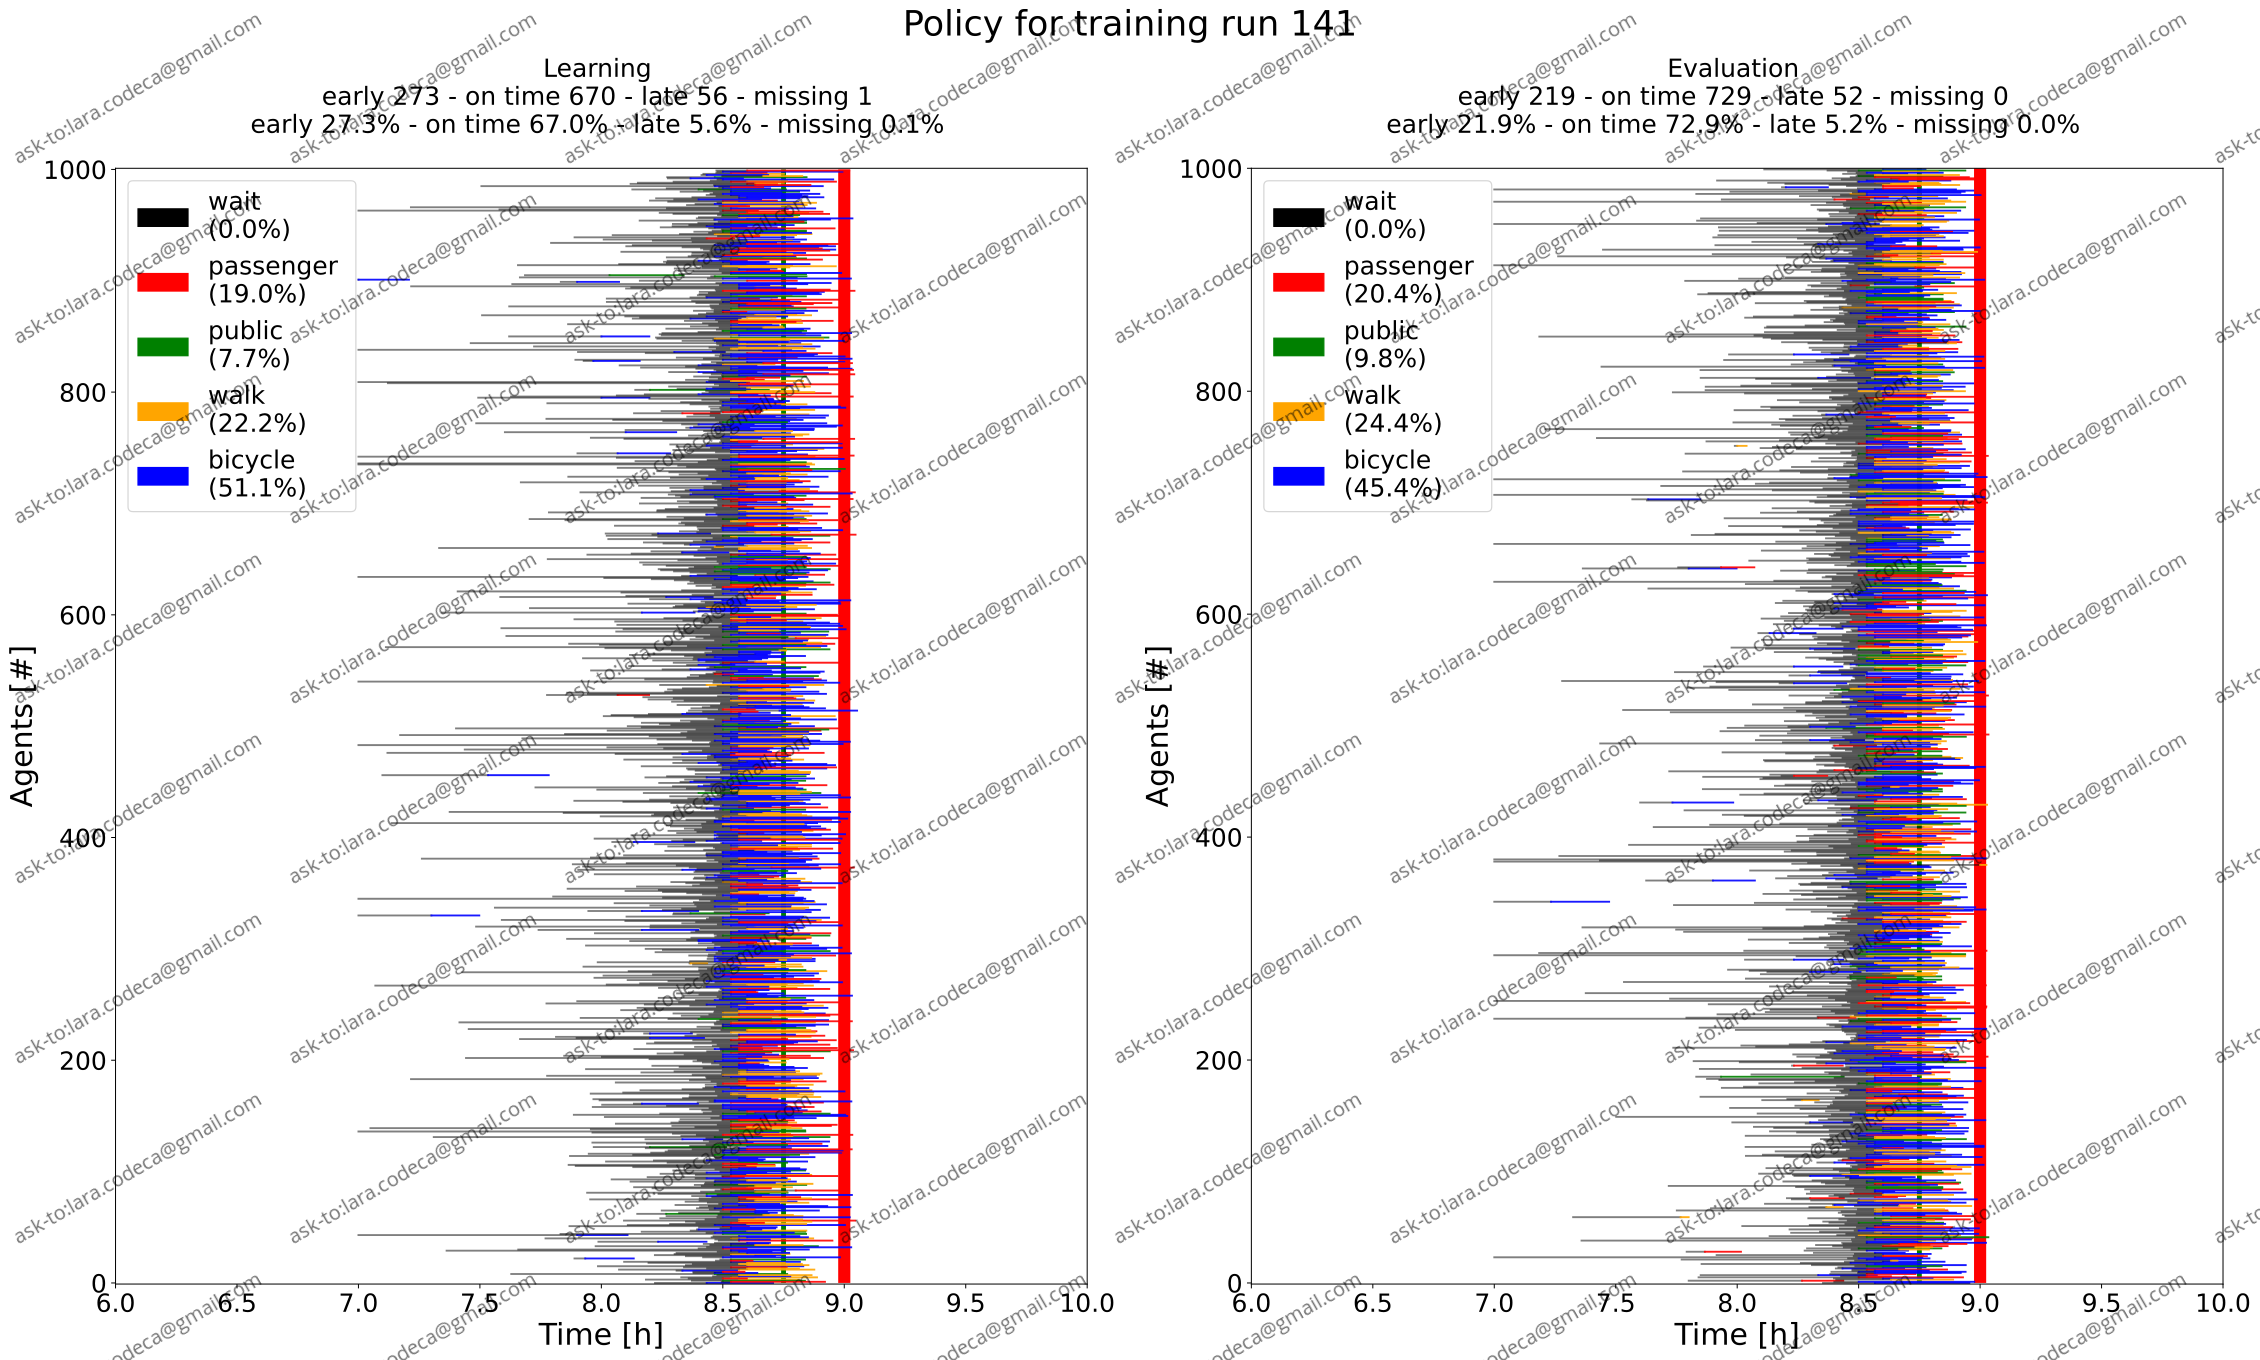 Policy for training run 141
Learning
early 273 - on time 670 - late 56 - missing 1
early 27.3% - on time 67.0% - late 5.6% - missing 0.1%
1000
800
600
400
200
0
Agents [#]
wait
(0.0%)
passenger
(19.0%)
public
(7.7%)
walk
(22.2%)
bicycle
(51.1%)
6.0 6.5 7.0 7.5 8.0 8.5 9.0 9.5 10.0
Time [h]
Evaluation
early 219 - on time 729 - late 52 - missing 0
early 21.9% - on time 72.9% - late 5.2% - missing 0.0%
1000
800
600
400
200
0
Agents [#]
wait
(0.0%)
passenger
(20.4%)
public
(9.8%)
walk
(24.4%)
bicycle
(45.4%)
6.0 6.5 7.0 7.5 8.0 8.5 9.0 9.5 10.0
Time [h]
ask-to:lara.codeca@gmail.com